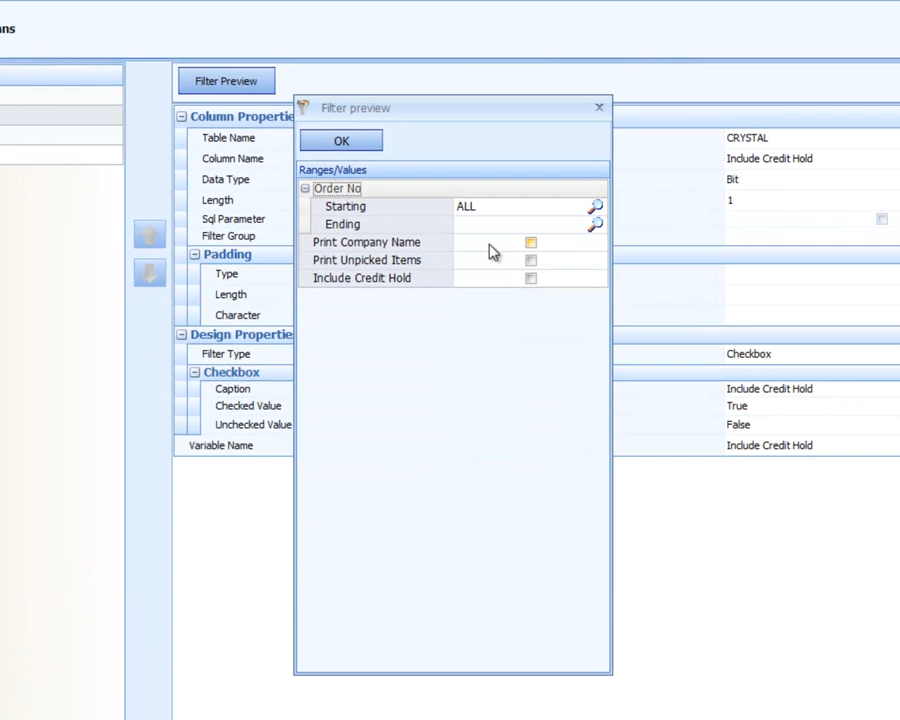 ns
Filter Preview
Filter preview
OK
Ranges/Values
Order No
Starting ALL
Ending
Print Company Name
Print Unpicked Items
Include Credit Hold
Column Propertie
Table Name CRYSTAL
Column Name Include Credit Hold
Data Type Bit
Length 1
Sql Parameter
Filter Group
Padding
Type
Length
Character
Design Propertie
Filter Type Checkbox
Checkbox
Caption Include Credit Hold
Checked Value True
Unchecked Value False
Variable Name Include Credit Hold